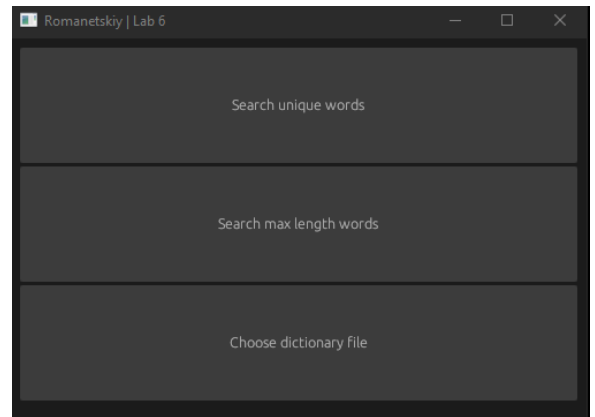 Romanetskiy | Lab 6
Search unique words
Search max length words
Choose dictionary file